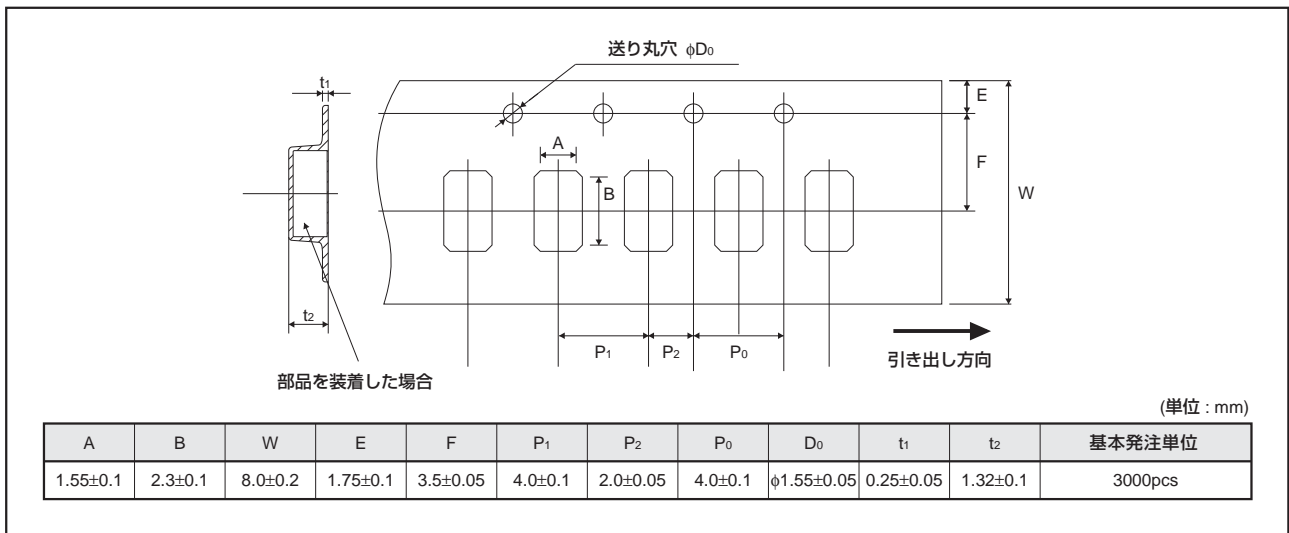 送り丸穴 φD0
t1
E
A
F
B
W
t2
P1
P2
P0
引き出し方向
部品を装着した場合
(単位 : mm)
A B W E F P1 P2 P0 D0 t1 t2 基本発注単位
1.55±0.1 2.3±0.1 8.0±0.2 1.75±0.1 3.5±0.05 4.0±0.1 2.0±0.05 4.0±0.1 φ1.55±0.05 0.25±0.05 1.32±0.1 3000pcs